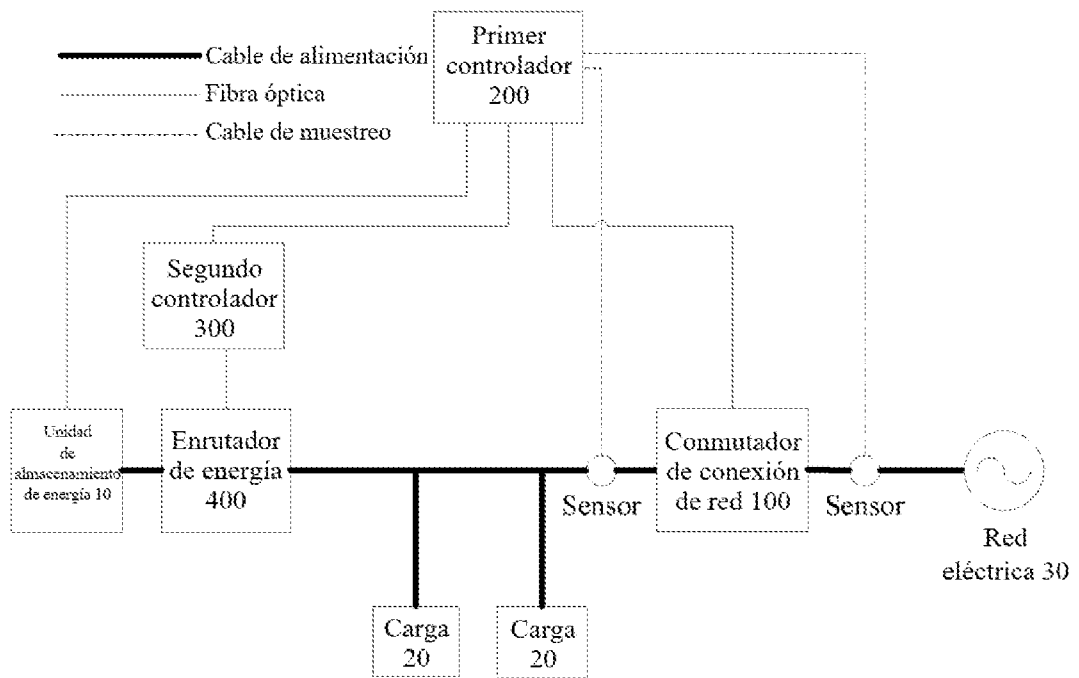 Primer
controlador
200
Cable de alimentación
Fibra óptica
Cable de muestreo
Segundo
controlador
300
Unidad
de
almacenamiento
de energía 10
Enrutador
de energía
400
Sensor
Conmutador
de conexión
de red 100
Sensor
Red
eléctrica 30
Carga
20
Carga
20